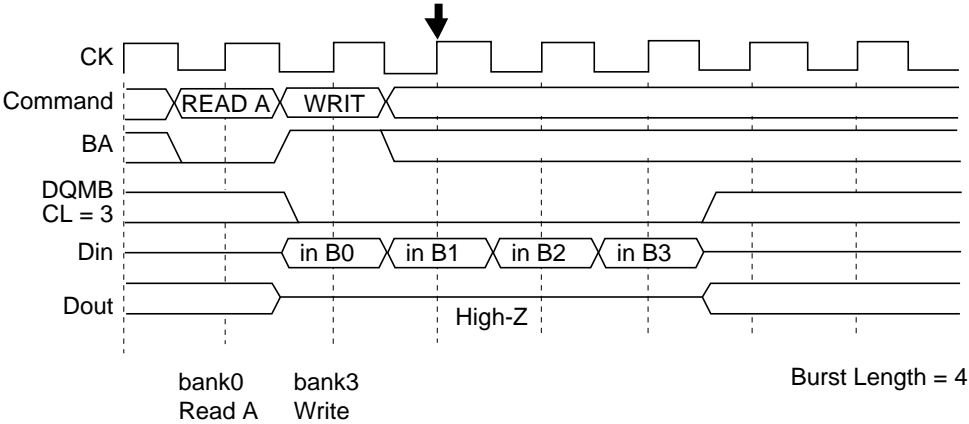 CK
Command
READ A
WRIT
BA
DQMB
CL = 3
Din
in B0
in B1
in B2
in B3
Dout
High-Z
bank0
Read A
bank3
Write
Burst Length = 4